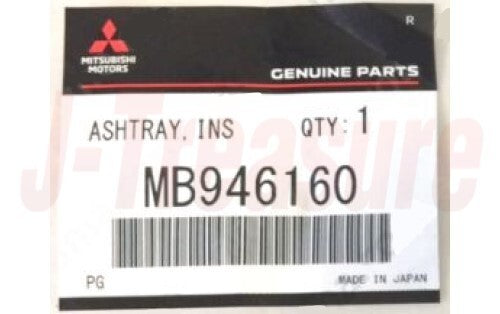 R
MITSUBISHI
MOTORS
GENUINE PARTS
ASHTRAY, INS QTY: 1
MB946160
J-Treasure
PG MADE IN JAPAN